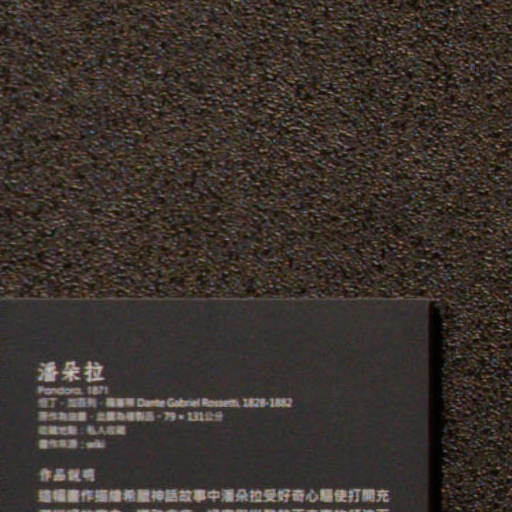 潘朵拉
Pandora, 1871
但丁·加百列·羅塞蒂 Dante Gabriel Rossetti, 1828-1882
原作為油畫，此圖為複製品，79 × 131公分
收藏地點：私人收藏
圖作來源：wiki
作品說明
這幅畫作描繪希臘神話故事中潘朵拉受好奇心驅使打開充